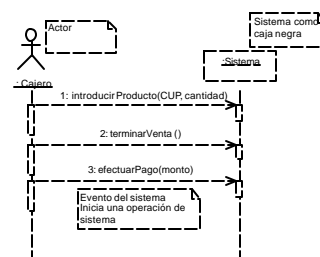 Actor
Sistema como
caja negra
: Cajero
:Sistema
1: introducirProducto(CUP, cantidad)
2: terminarVenta ()
3: efectuarPago(monto)
Evento del sistema
Inicia una operación de
sistema